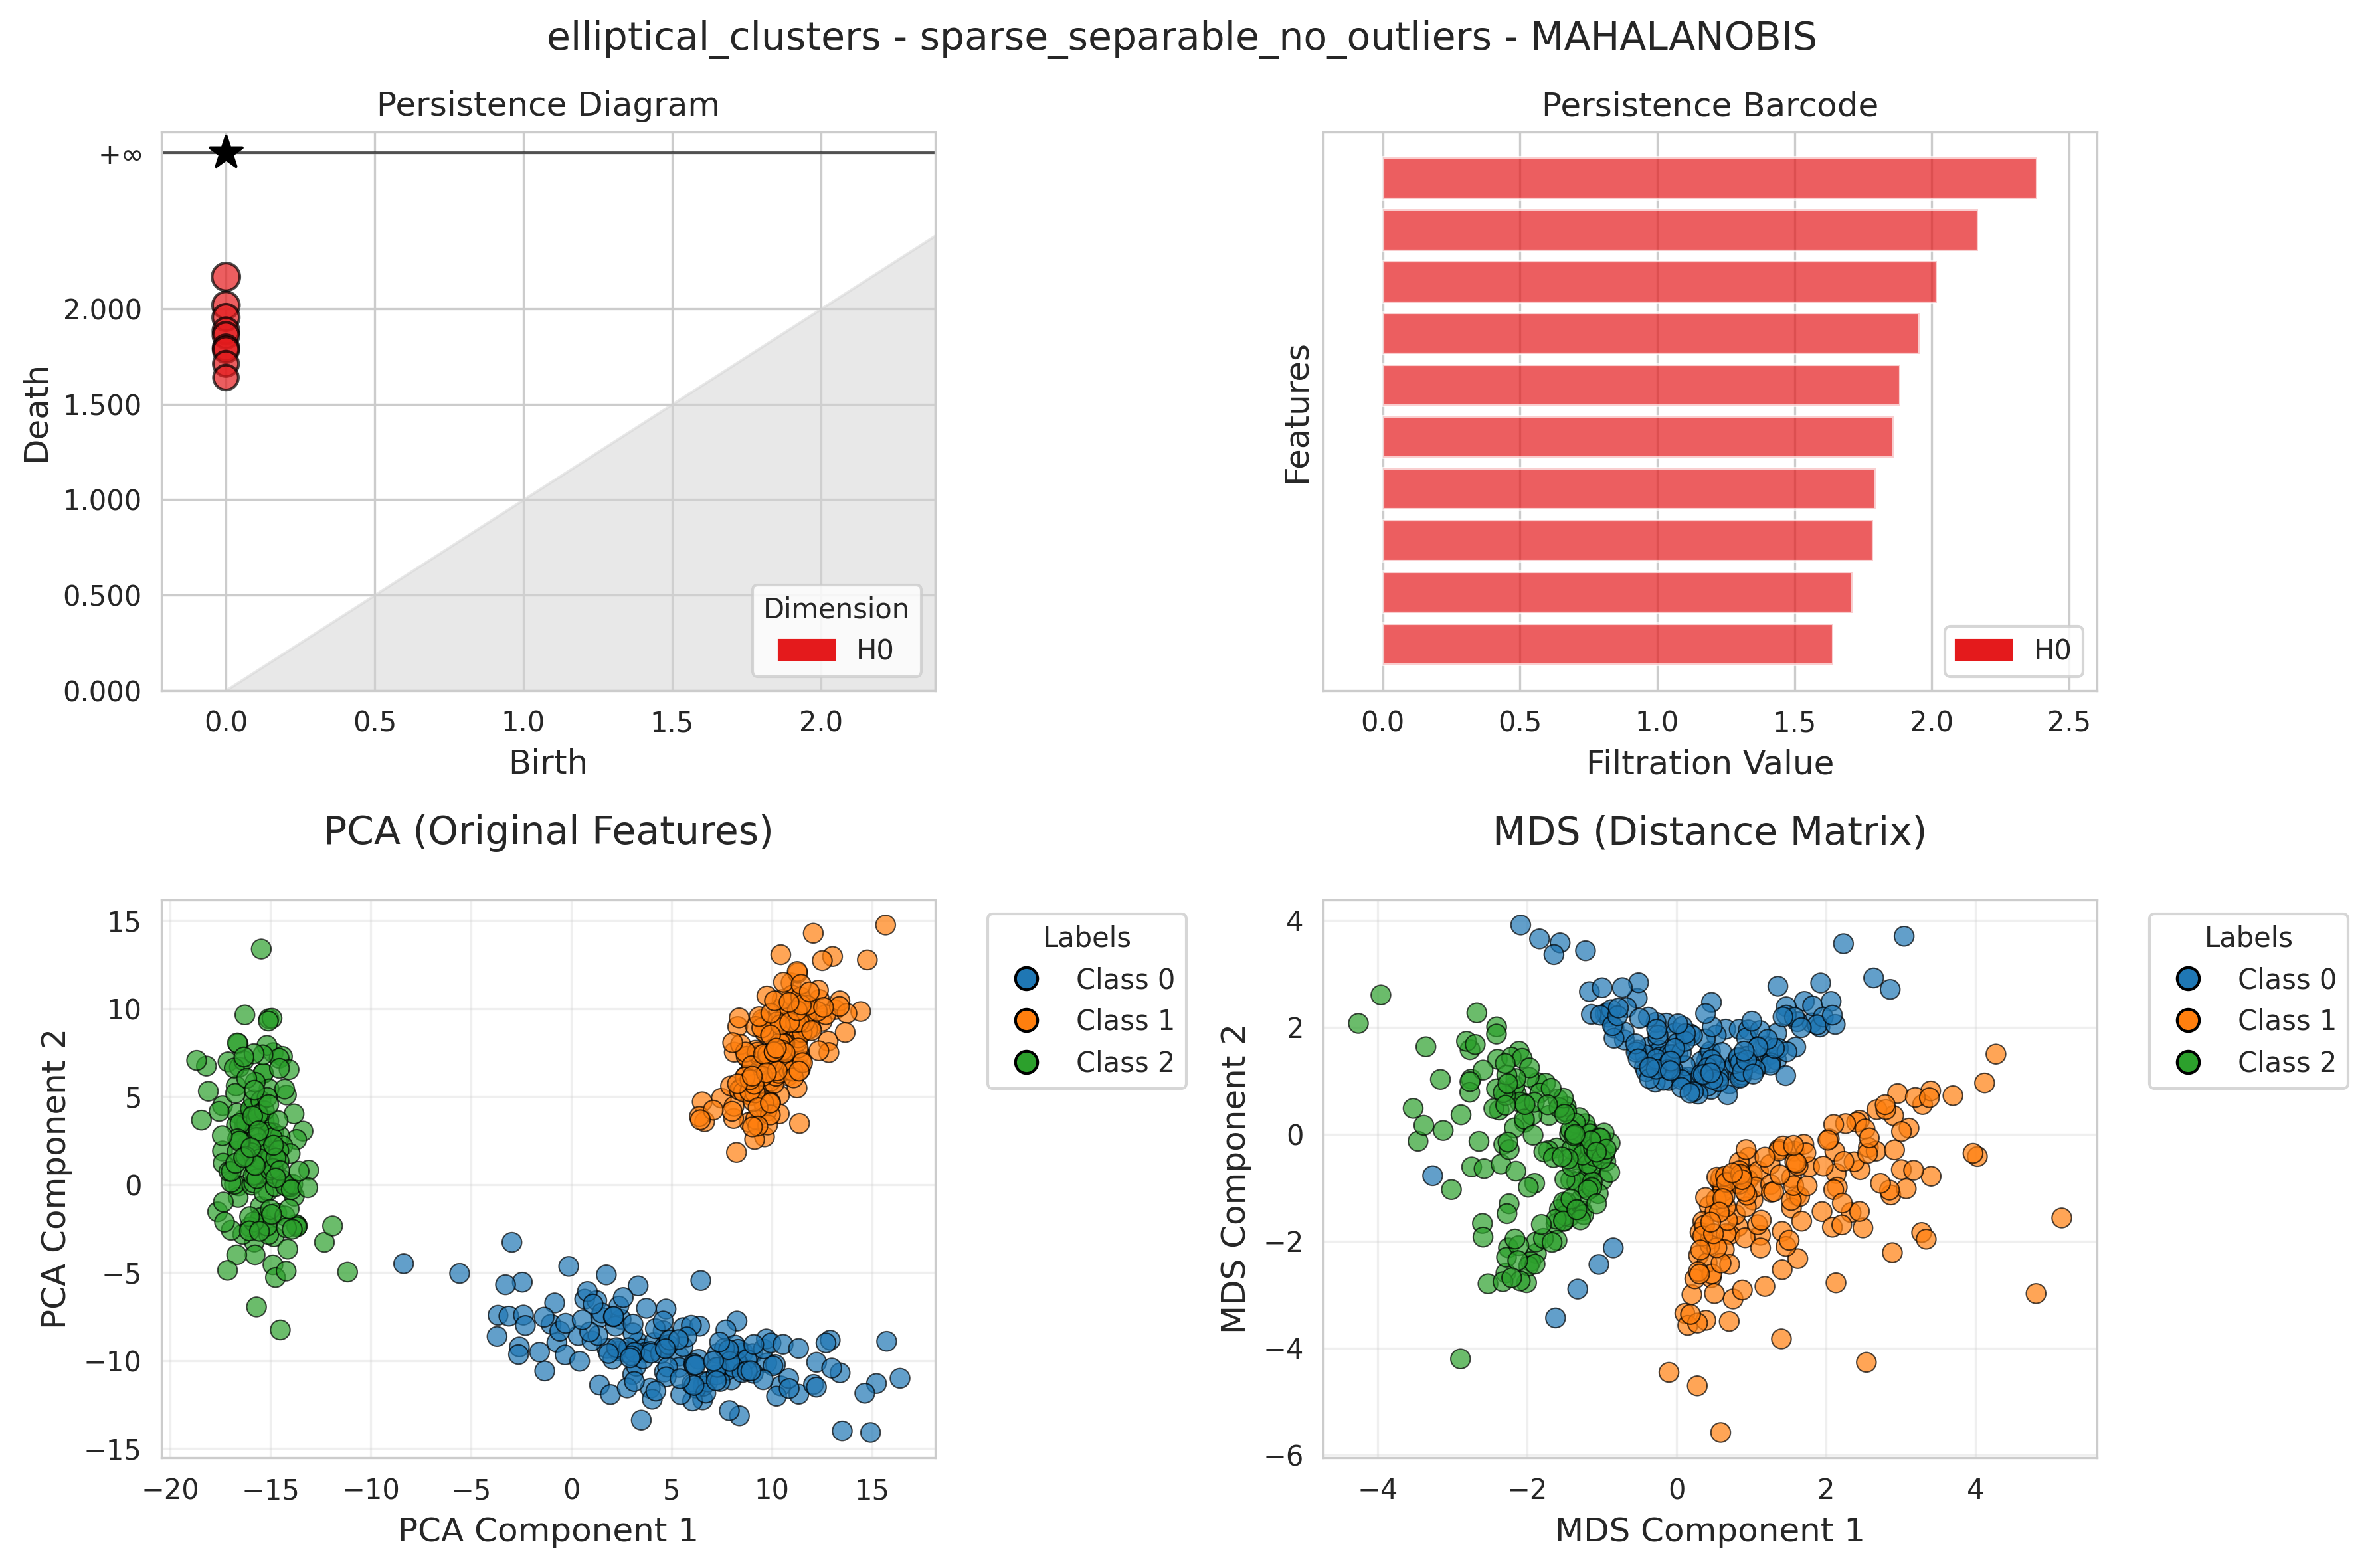 elliptical_clusters - sparse_separable_no_outliers - MAHALANOBIS
Persistence Diagram
+∞
2.000
1.500
1.000
0.500
0.000
Death
0.0 0.5 1.0 1.5 2.0
Birth
Dimension
H0
Persistence Barcode
Features
0.0 0.5 1.0 1.5 2.0 2.5
Filtration Value
H0
PCA (Original Features)
15
10
5
0
−5
−10
−15
PCA Component 2
−20 −15 −10 −5 0 5 10 15
PCA Component 1
Labels
Class 0
Class 1
Class 2
MDS (Distance Matrix)
4
2
0
−2
−4
−6
MDS Component 2
−4 −2 0 2 4
MDS Component 1
Labels
Class 0
Class 1
Class 2